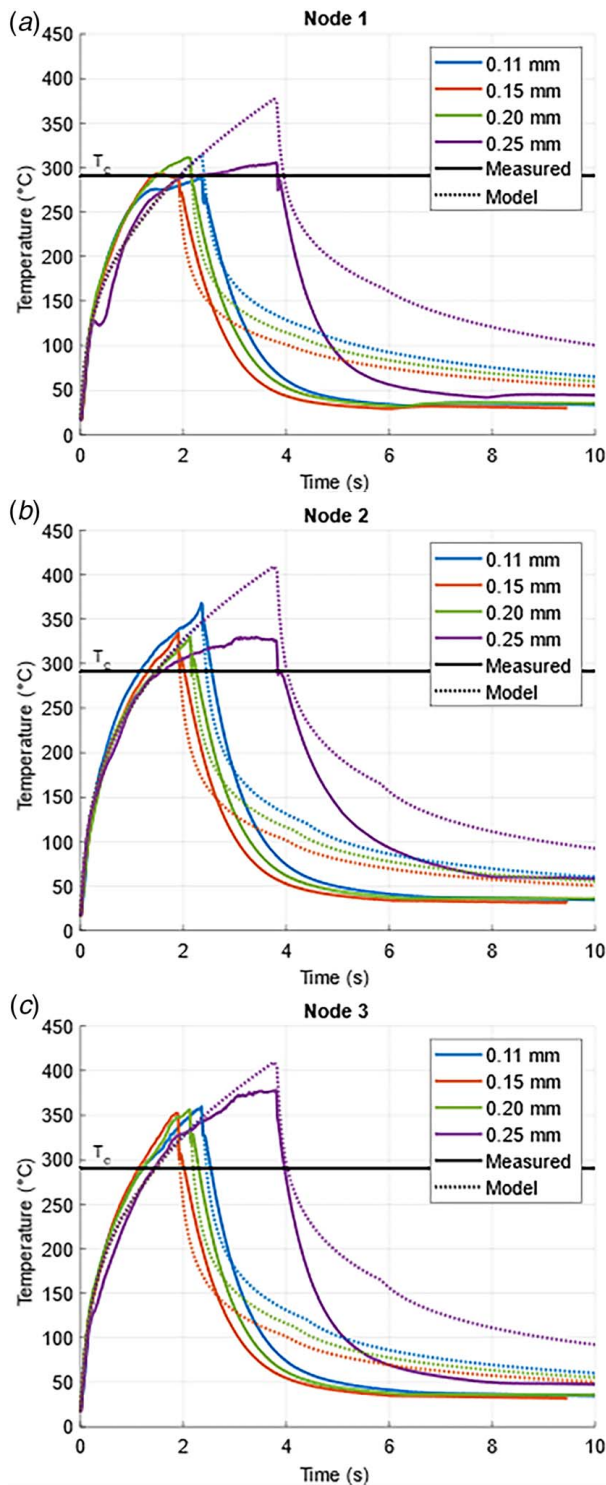 (a)
Node 1
450
400
350
300
250
200
150
100
50
0
Temperature (°C)
Tc
0.11 mm
0.15 mm
0.20 mm
0.25 mm
Measured
Model
0 2 4 6 8 10
Time (s)
(b)
Node 2
450
400
350
300
250
200
150
100
50
0
Temperature (°C)
Tc
0.11 mm
0.15 mm
0.20 mm
0.25 mm
Measured
Model
0 2 4 6 8 10
Time (s)
(c)
Node 3
450
400
350
300
250
200
150
100
50
0
Temperature (°C)
Tc
0.11 mm
0.15 mm
0.20 mm
0.25 mm
Measured
Model
0 2 4 6 8 10
Time (s)